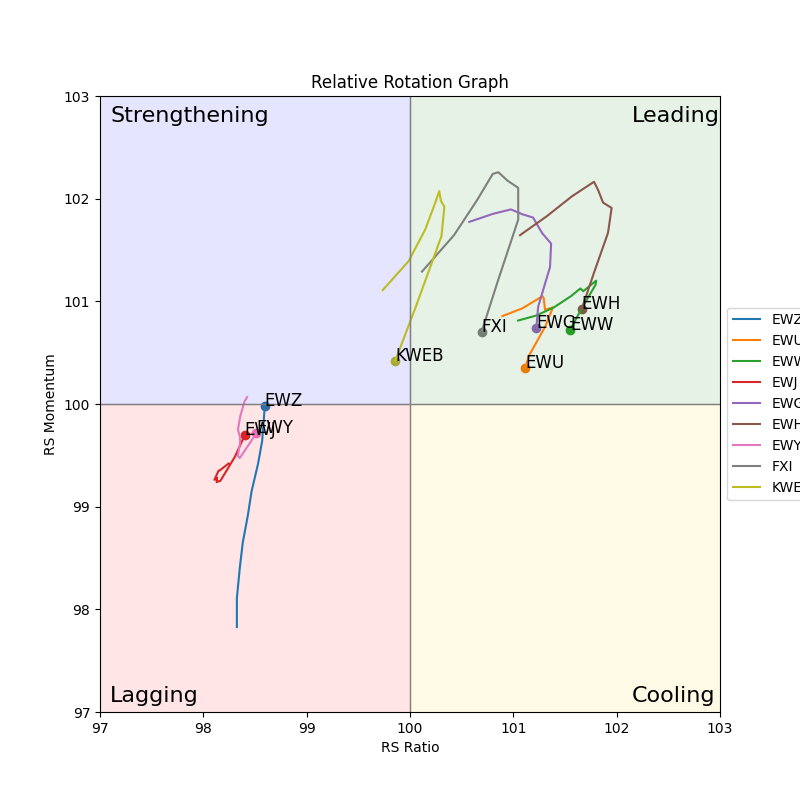 Relative Rotation Graph
103
Strengthening
Leading
102
101
EWH
EWG
EWW
FXI
KWEB
EWU
100
EWZ
EWJ
EWY
99
98
Lagging
Cooling
97
97
98
99
100
101
102
103
RS Ratio
RS Momentum
EWZ
EWU
EWW
EWJ
EWG
EWH
EWY
FXI
KWE